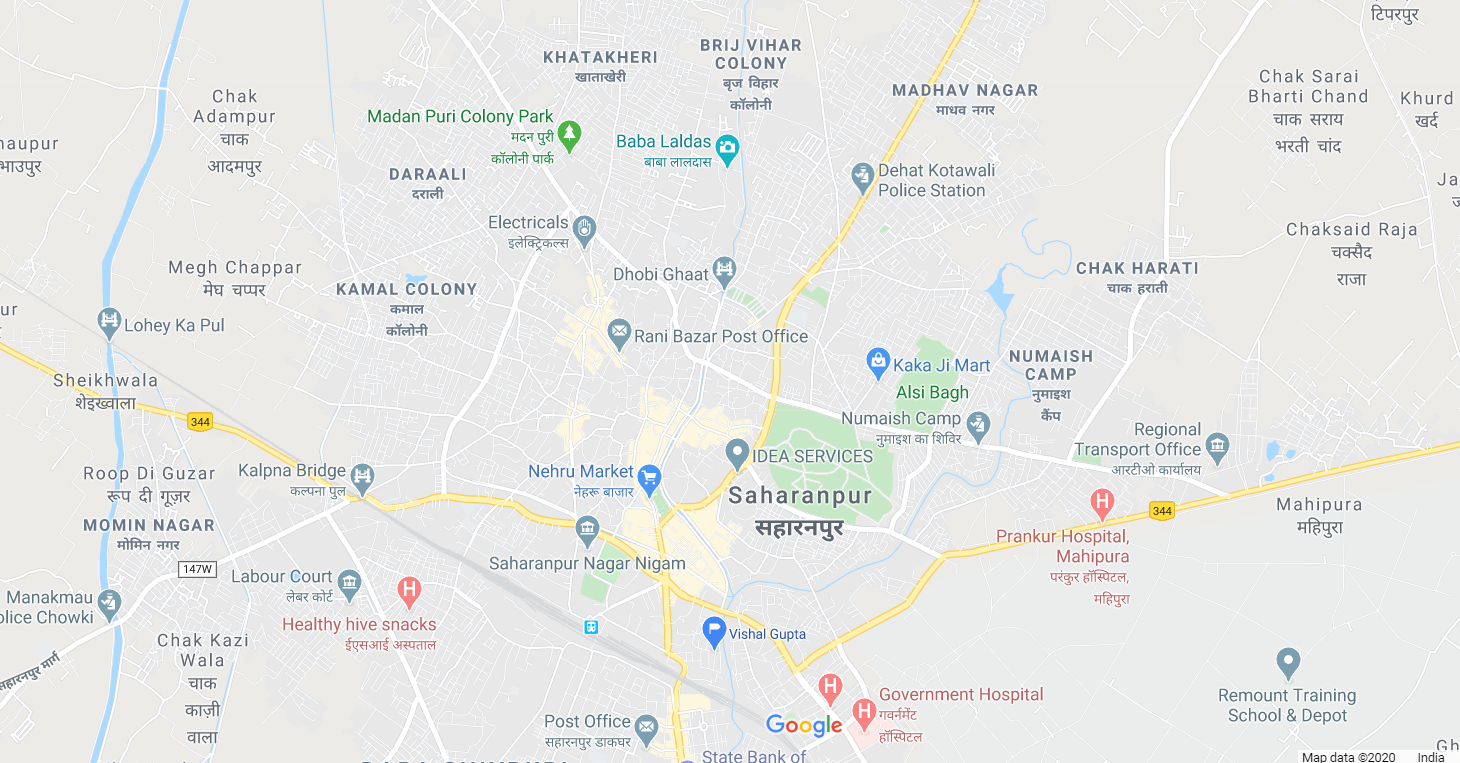 टिपरपुर
BRIJ VIHAR
COLONY
बृज विहार
कॉलोनी
KHATAKHERI
खाताखेरी
MADHAV NAGAR
माधव नगर
Chak Sarai
Bharti Chand
चाक सराय
भरती चांद
Khurd
खर्द
Chak
Adampur
चाक
आदमपुर
Madan Puri Colony Park
मदन पुरी
कॉलोनी पार्क
Baba Laldas
बाबा लालदास
naupur
भाउपुर
DARAALI
दराली
Dehat Kotawali
Police Station
Ja
Electricals
इलेक्ट्रिकल्स
Chaksaid Raja
चक्सैद
राजा
Megh Chappar
मेघ चप्पर
Dhobi Ghaat
CHAK HARATI
चाक हराती
KAMAL COLONY
कमाल
कॉलोनी
ur
Lohey Ka Pul
Rani Bazar Post Office
Kaka Ji Mart
NUMAISH
CAMP
नुमाइश
कैंप
Sheikhwala
शेइख्वाला
Alsi Bagh
344
Numaish Camp
नुमाइश का शिविर
Regional
Transport Office
आरटीओ कार्यालय
Roop Di Guzar
रूप दी गूज़र
Kalpna Bridge
कल्पना पुल
Nehru Market
नेहरू बाजार
IDEA SERVICES
Saharanpur
सहारनपुर
344
Mahipura
महिपुरा
MOMIN NAGAR
मोमिन नगर
H
Prankur Hospital,
Mahipura
परंकुर हॉस्पिटल,
महिपुरा
Saharanpur Nagar Nigam
147W
Labour Court
लेबर कोर्ट
H
Healthy hive snacks
ईएसआई अस्पताल
Manakmau
olice Chowki
Chak Kazi
Wala
चाक
काज़ी
वाला
Vishal Gupta
सहारनपुर मार्ग
Remount Training
School & Depot
H
H
Government Hospital
गवर्नमेंट
हॉस्पिटल
Post Office
सहारनपुर डाकघर
Google
State Bank of
Gh
Map data ©2020
India